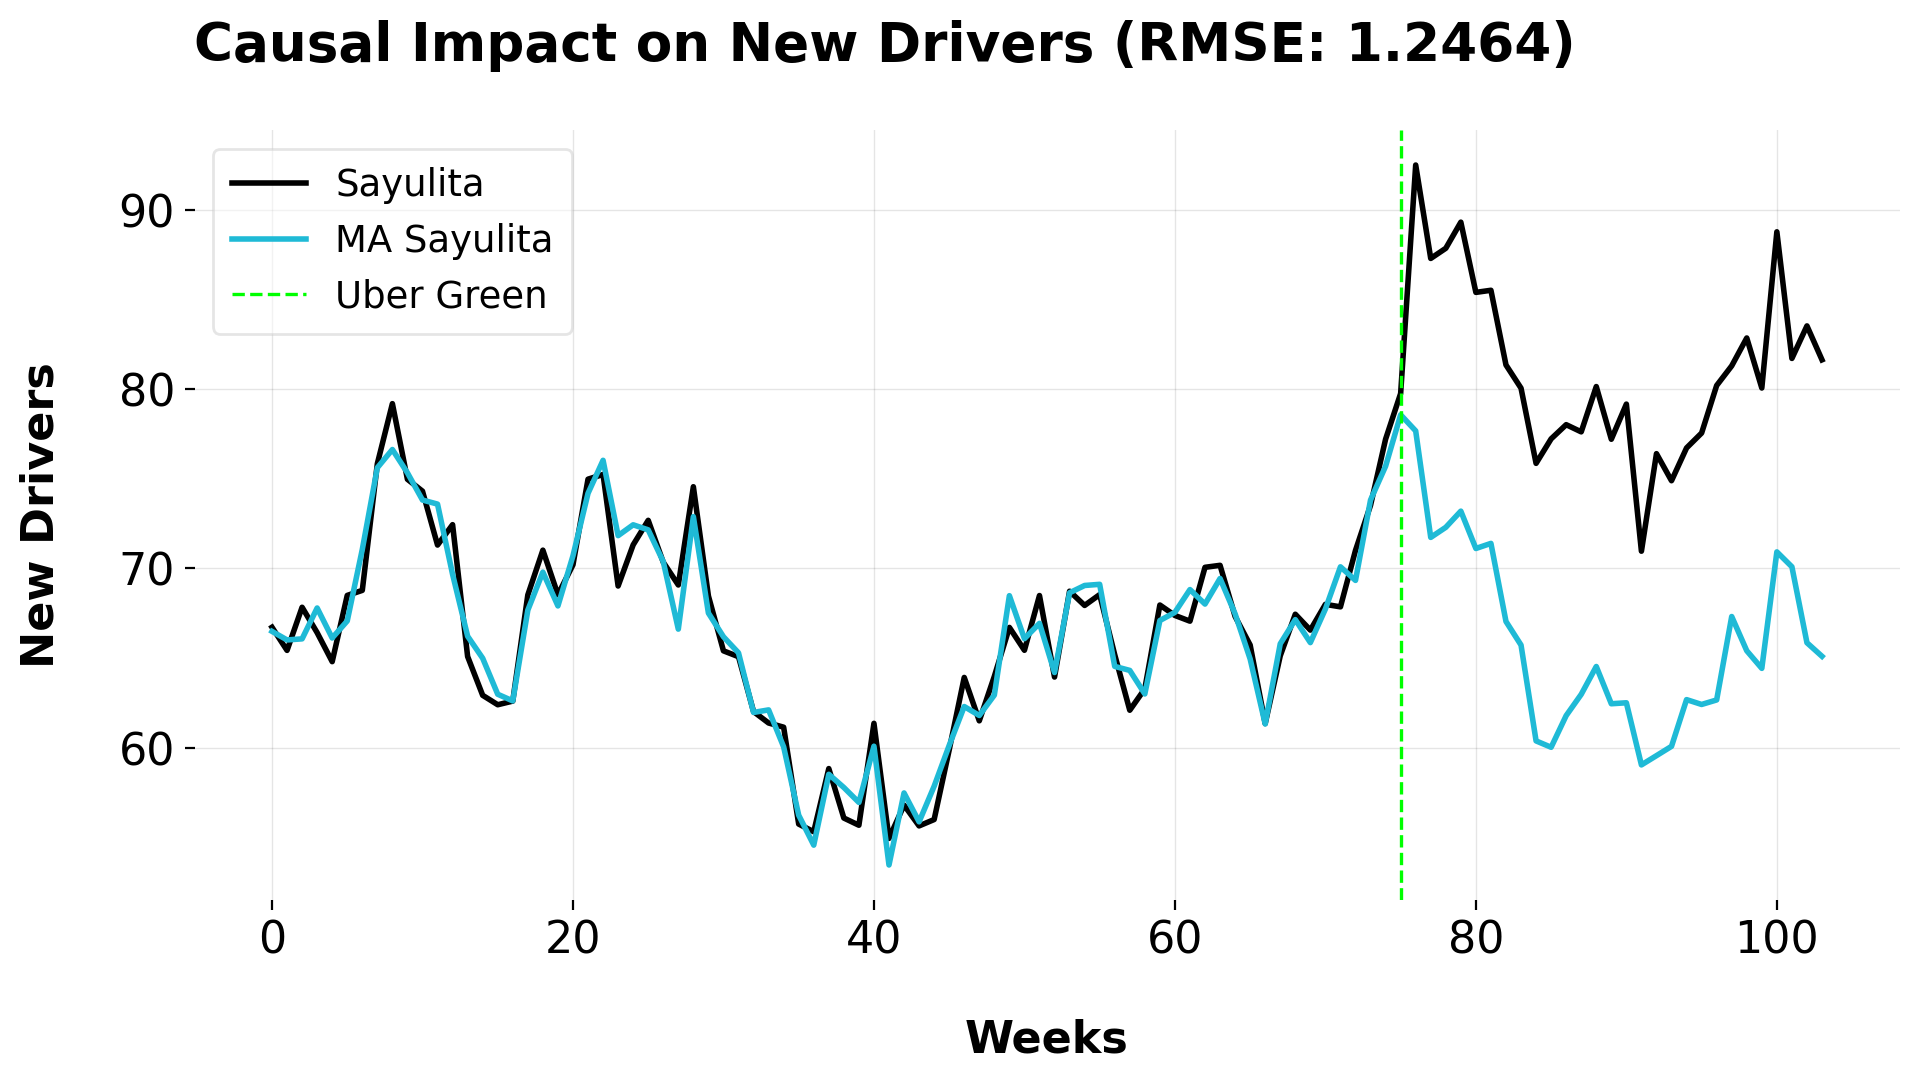 Causal Impact on New Drivers (RMSE: 1.2464)
Sayulita
MA Sayulita
Uber Green
New Drivers
90
80
70
60
0 20 40 60 80 100
Weeks